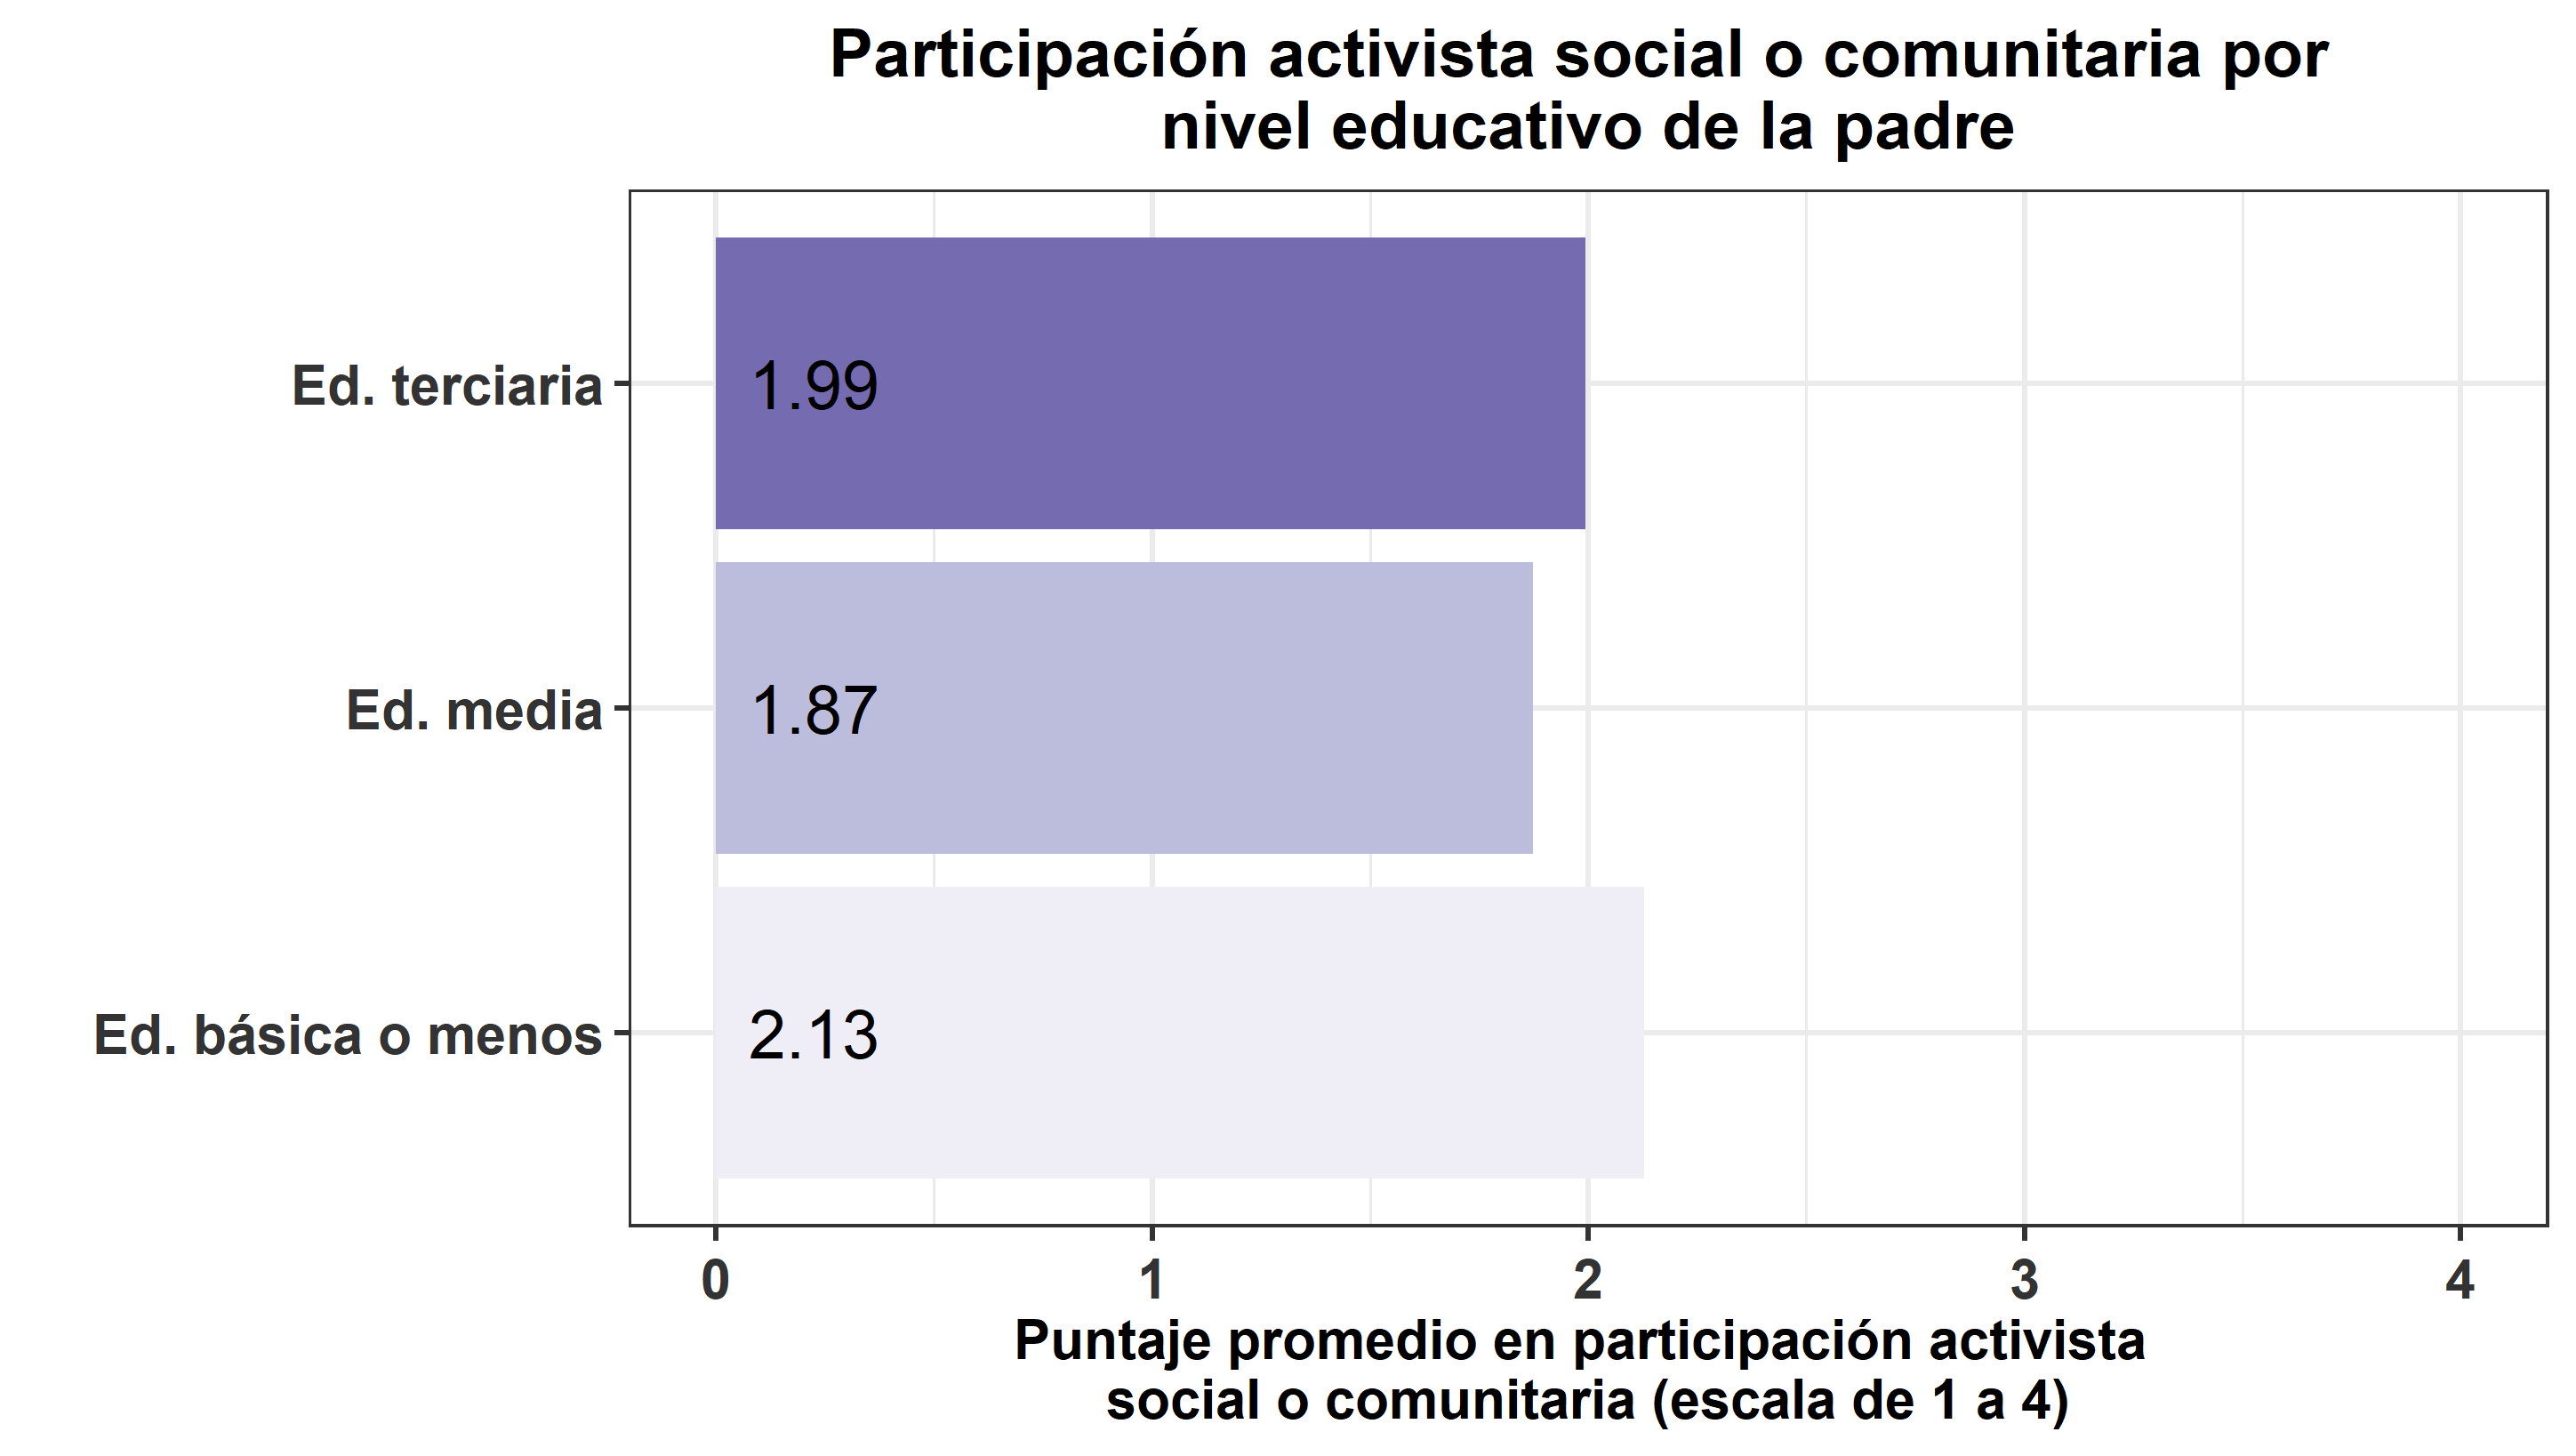 Participación activista social o comunitaria por
nivel educativo de la padre
Ed. terciaria
1.99
Ed. media
1.87
Ed. básica o menos
2.13
0 1 2 3 4
Puntaje promedio en participación activista
social o comunitaria (escala de 1 a 4)